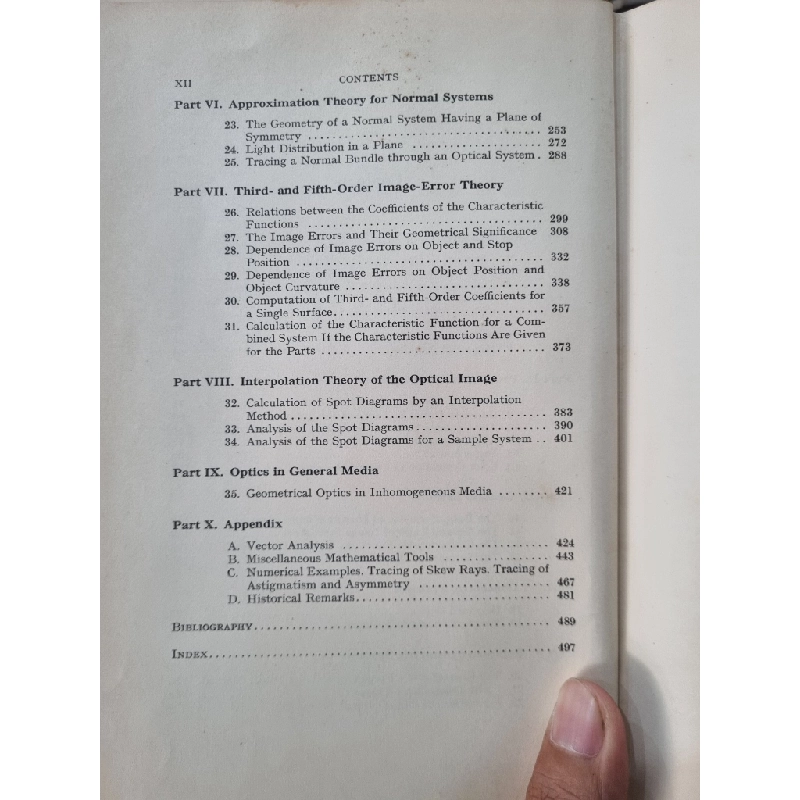 XII CONTENTS
Part VI. Approximation Theory for Normal Systems
23. The Geometry of a Normal System Having a Plane of
Symmetry ........................................ 253
24. Light Distribution in a Plane .................... 272
25. Tracing a Normal Bundle through an Optical System. 288
Part VII. Third- and Fifth-Order Image-Error Theory
26. Relations between the Coefficients of the Characteristic
Functions ........................................ 299
27. The Image Errors and Their Geometrical Significance 308
28. Dependence of Image Errors on Object and Stop
Position ......................................... 332
29. Dependence of Image Errors on Object Position and
Object Curvature ................................. 338
30. Computation of Third- and Fifth-Order Coefficients for
a Single Surface.................................. 357
31. Calculation of the Characteristic Function for a Com-
bined System If the Characteristic Functions Are Given
for the Parts .................................... 373
Part VIII. Interpolation Theory of the Optical Image
32. Calculation of Spot Diagrams by an Interpolation
Method........................................... 383
33. Analysis of the Spot Diagrams.................... 390
34. Analysis of the Spot Diagrams for a Sample System .. 401
Part IX. Optics in General Media
35. Geometrical Optics in Inhomogeneous Media ........ 421
Part X. Appendix
A. Vector Analysis ................................. 424
B. Miscellaneous Mathematical Tools ................ 443
C. Numerical Examples. Tracing of Skew Rays. Tracing of
Astigmatism and Asymmetry .................... 467
D. Historical Remarks............................... 481
BIBLIOGRAPHY............................................. 489
INDEX.................................................... 497